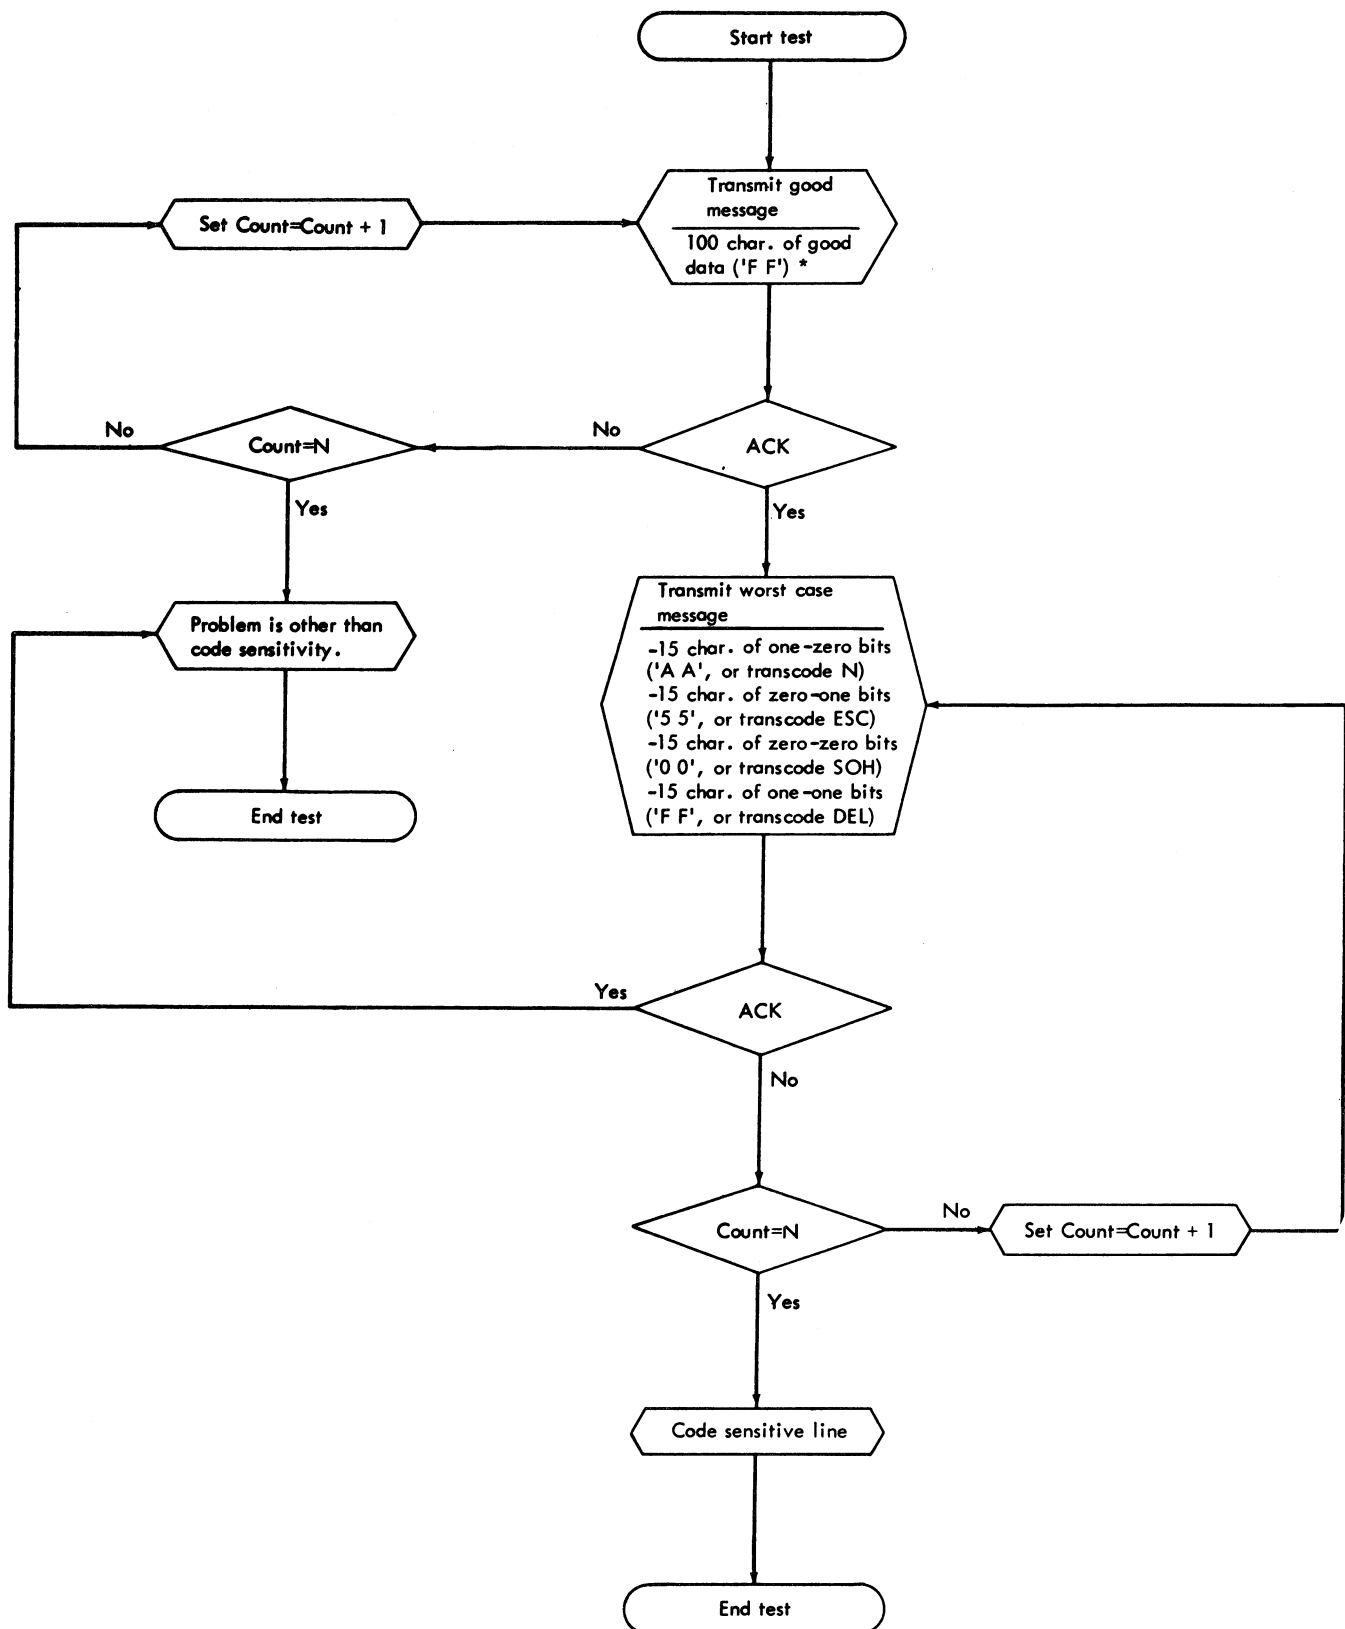 Start test
Transmit good
message
100 char. of good
data ('F F') *
Set Count=Count + 1
ACK
No
Count=N
No
Yes
Yes
Problem is other than
code sensitivity.
End test
Transmit worst case
message
-15 char. of one-zero bits
('A A', or transcode N)
-15 char. of zero-one bits
('5 5', or transcode ESC)
-15 char. of zero-zero bits
('0 0', or transcode SOH)
-15 char. of one-one bits
('F F', or transcode DEL)
Yes
ACK
No
Count=N
No
Set Count=Count + 1
Yes
Code sensitive line
End test